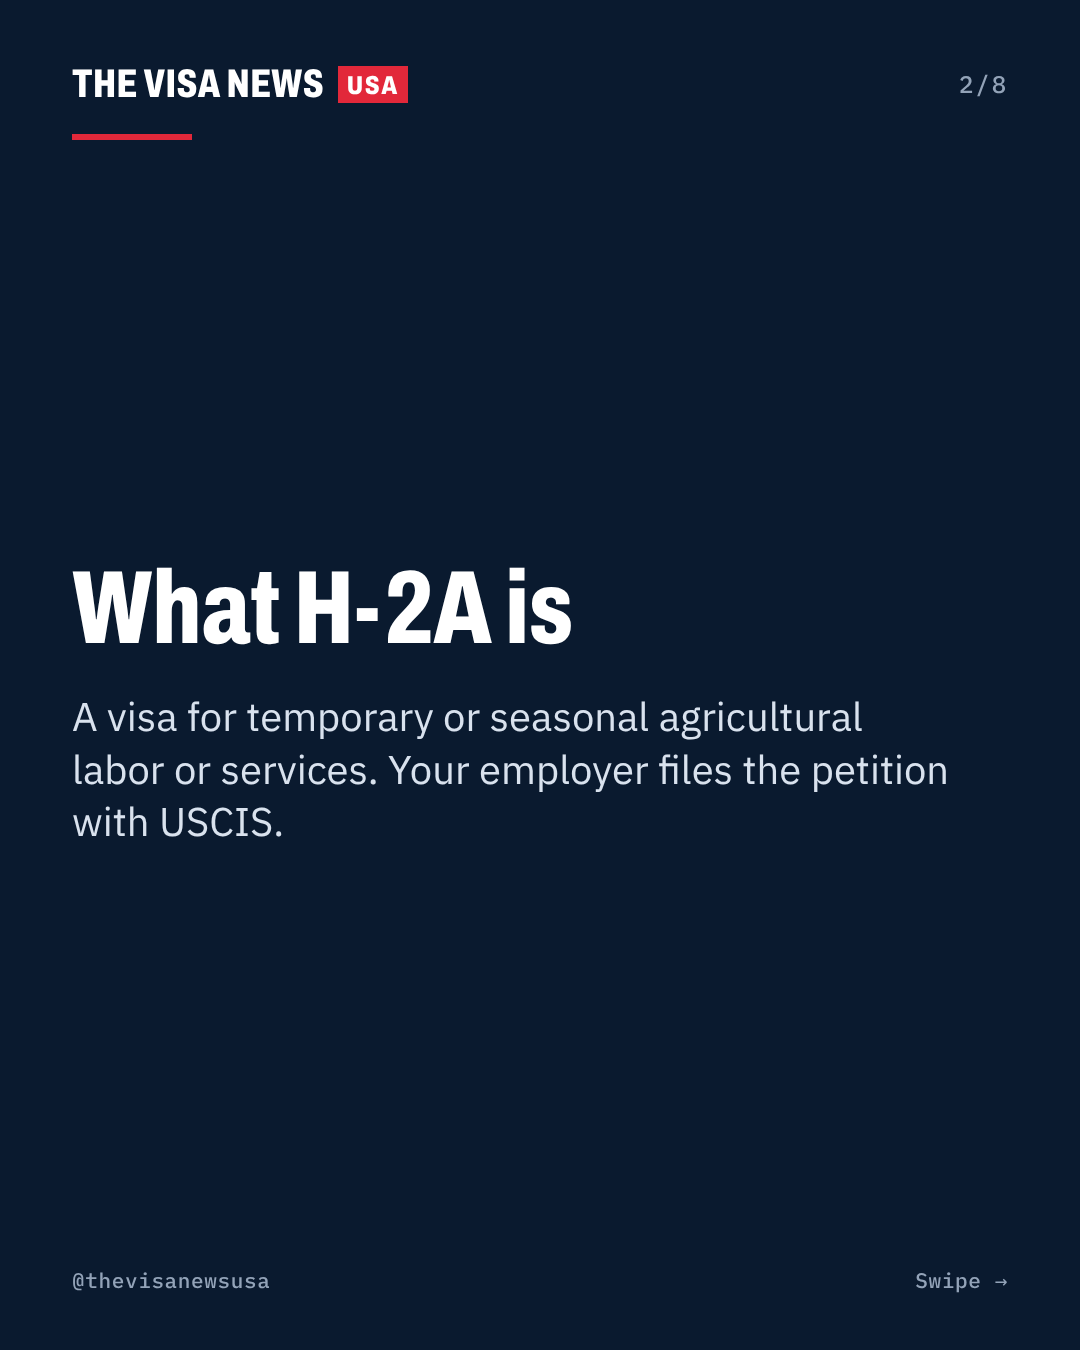 THE VISA NEWS USA
2/8
What H-2A is
A visa for temporary or seasonal agricultural
labor or services. Your employer files the petition
with USCIS.
@thevisanewsusa
Swipe →